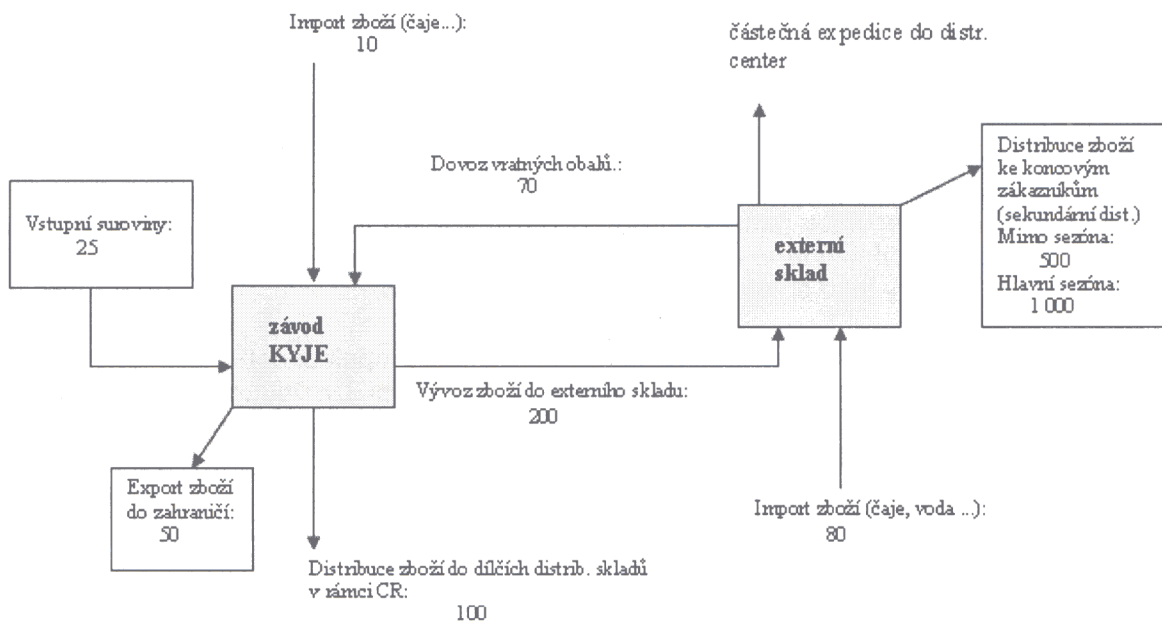 Import zboží (čaje...):
10
částečná expedice do distr.
center
Dovoz vratných obalů.:
70
Distribuce zboží
ke koncovým
zákazníkům
(sekundární dist.)
Mimo sezóna:
500
Hlavní sezóna:
1 000
Vstupní suroviny:
25
externí
sklad
závod
KYJE
Vývoz zboží do externího skladu:
200
Export zboží
do zahraničí:
50
Import zboží (čaje, voda ...):
80
Distribuce zboží do dílčích distrib. skladů
v rámci CR:
100